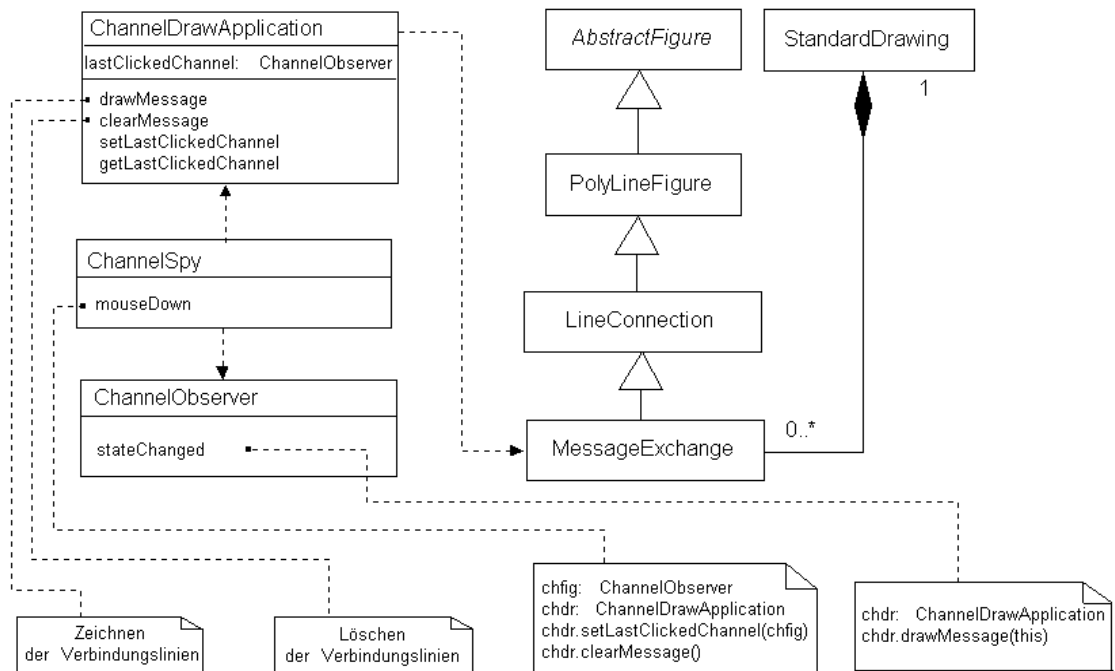 ChannelDrawApplication
lastClickedChannel: ChannelObserver
drawMessage
clearMessage
setLastClickedChannel
getLastClickedChannel
AbstractFigure
StandardDrawing
1
PolyLineFigure
ChannelSpy
mouseDown
LineConnection
ChannelObserver
stateChanged
MessageExchange
0..*
Zeichnen
der Verbindungslinien
Löschen
der Verbindungslinien
chfig: ChannelObserver
chdr: ChannelDrawApplication
chdr.setLastClickedChannel(chfig)
chdr.clearMessage()
chdr: ChannelDrawApplication
chdr.drawMessage(this)